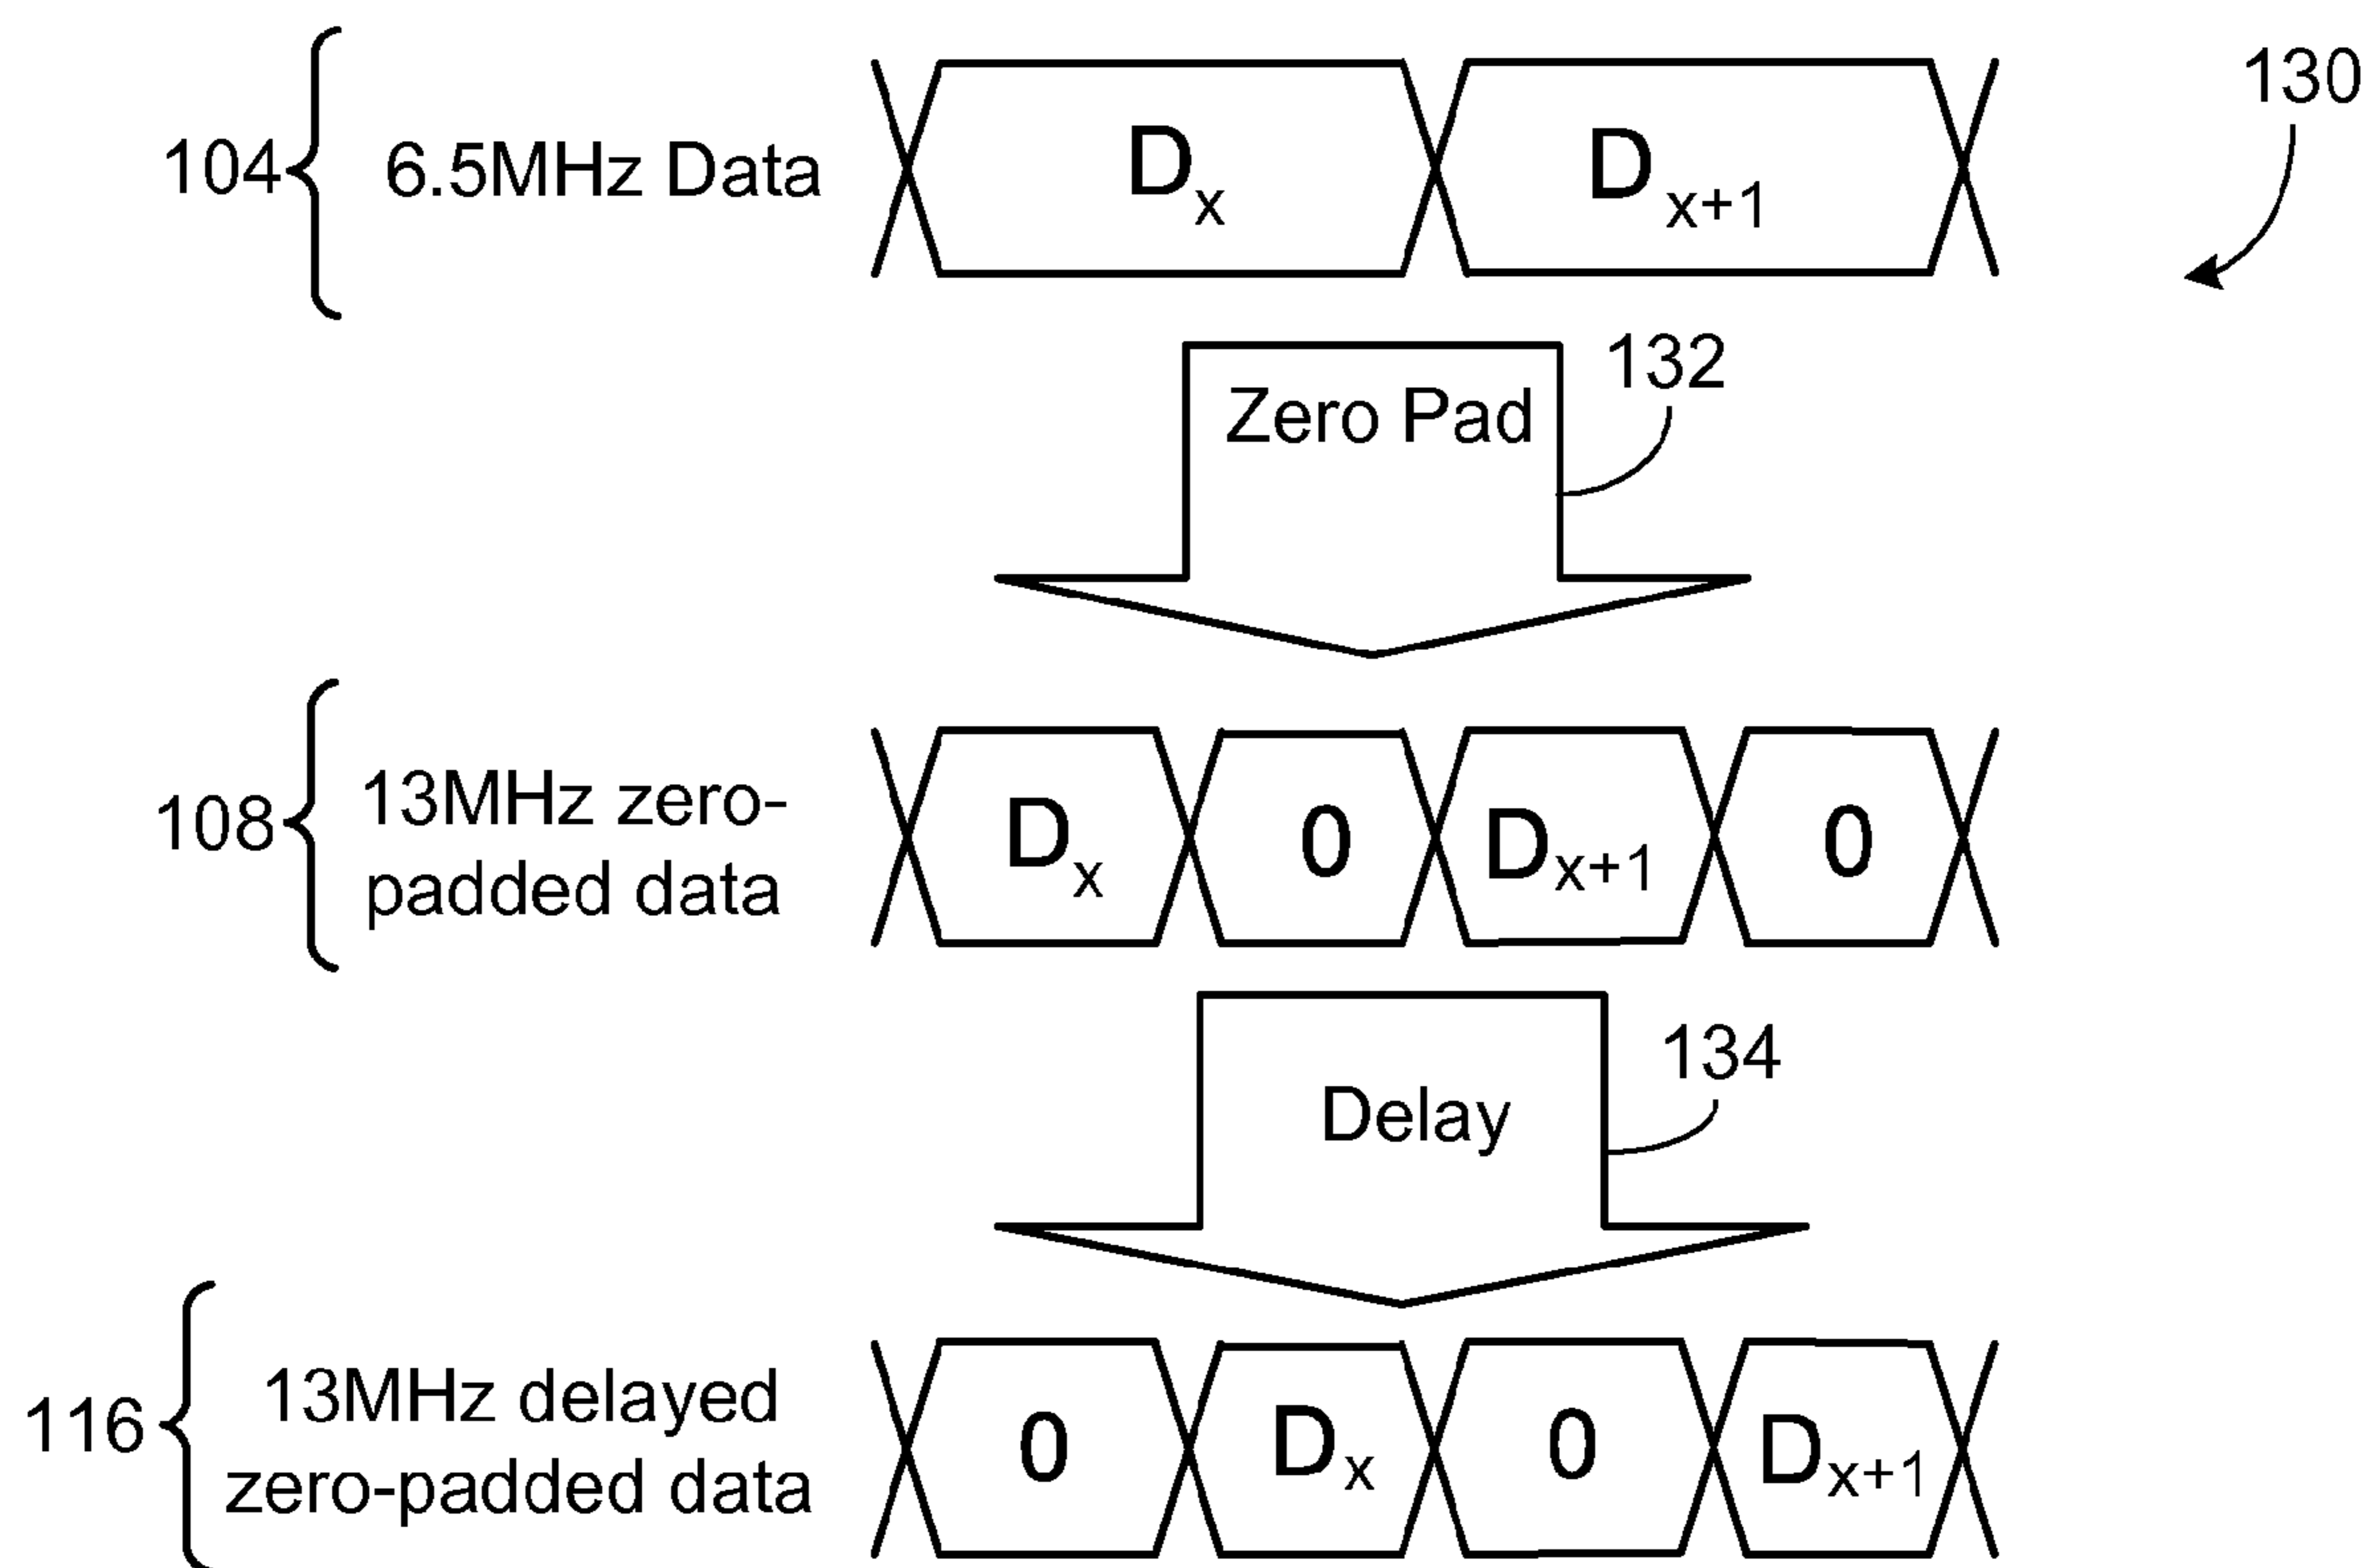 130
104 6.5MHz Data Dx Dx+1
132
Zero Pad
108 13MHz zero-
padded data
Dx 0 Dx+1 0
134
Delay
116 13MHz delayed
zero-padded data
0 Dx 0 Dx+1